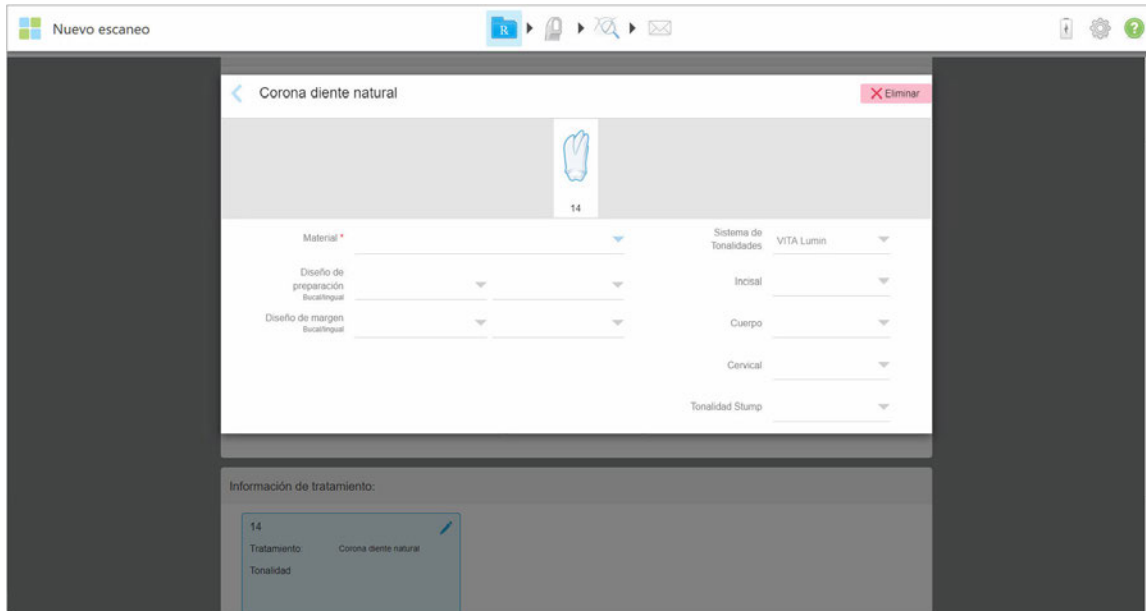 Nuevo escaneo
R
?
Corona diente natural
Eliminar
14
Material *
Sistema de
Tonalidades
VITA Lumin
Diseño de
preparación
Bucal/lingual
Incisal
Diseño de margen
Bucal/lingual
Cuerpo
Cervical
Tonalidad Stump
Información de tratamiento:
14
Tratamiento: Corona diente natural
Tonalidad